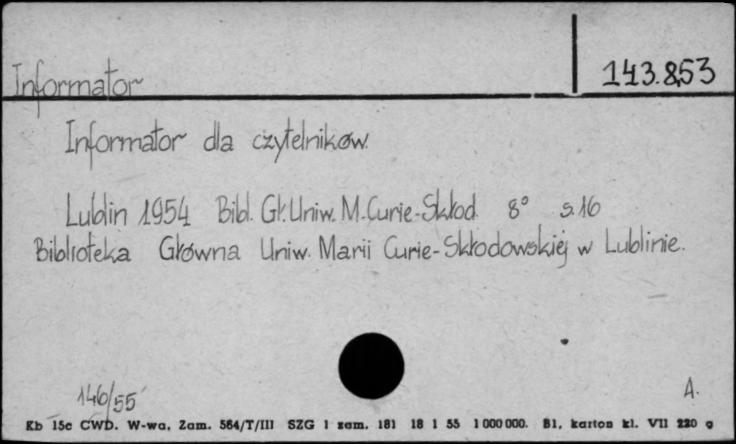 Informator
143.853
Informator dla czytelników.
Lublin 1954 Bibl. Gł. Uniw. M. Curie-Skłod. 8° s. 16
Biblioteka Główna Uniw. Marii Curie-Skłodowskiej w Lublinie.
146/55
A.
Kb 15c CWD. W-wa, Zam. 564/T/III SZG 1 zam. 181 18 1 55 1 000 000. B1, karton kl. VII 220 g